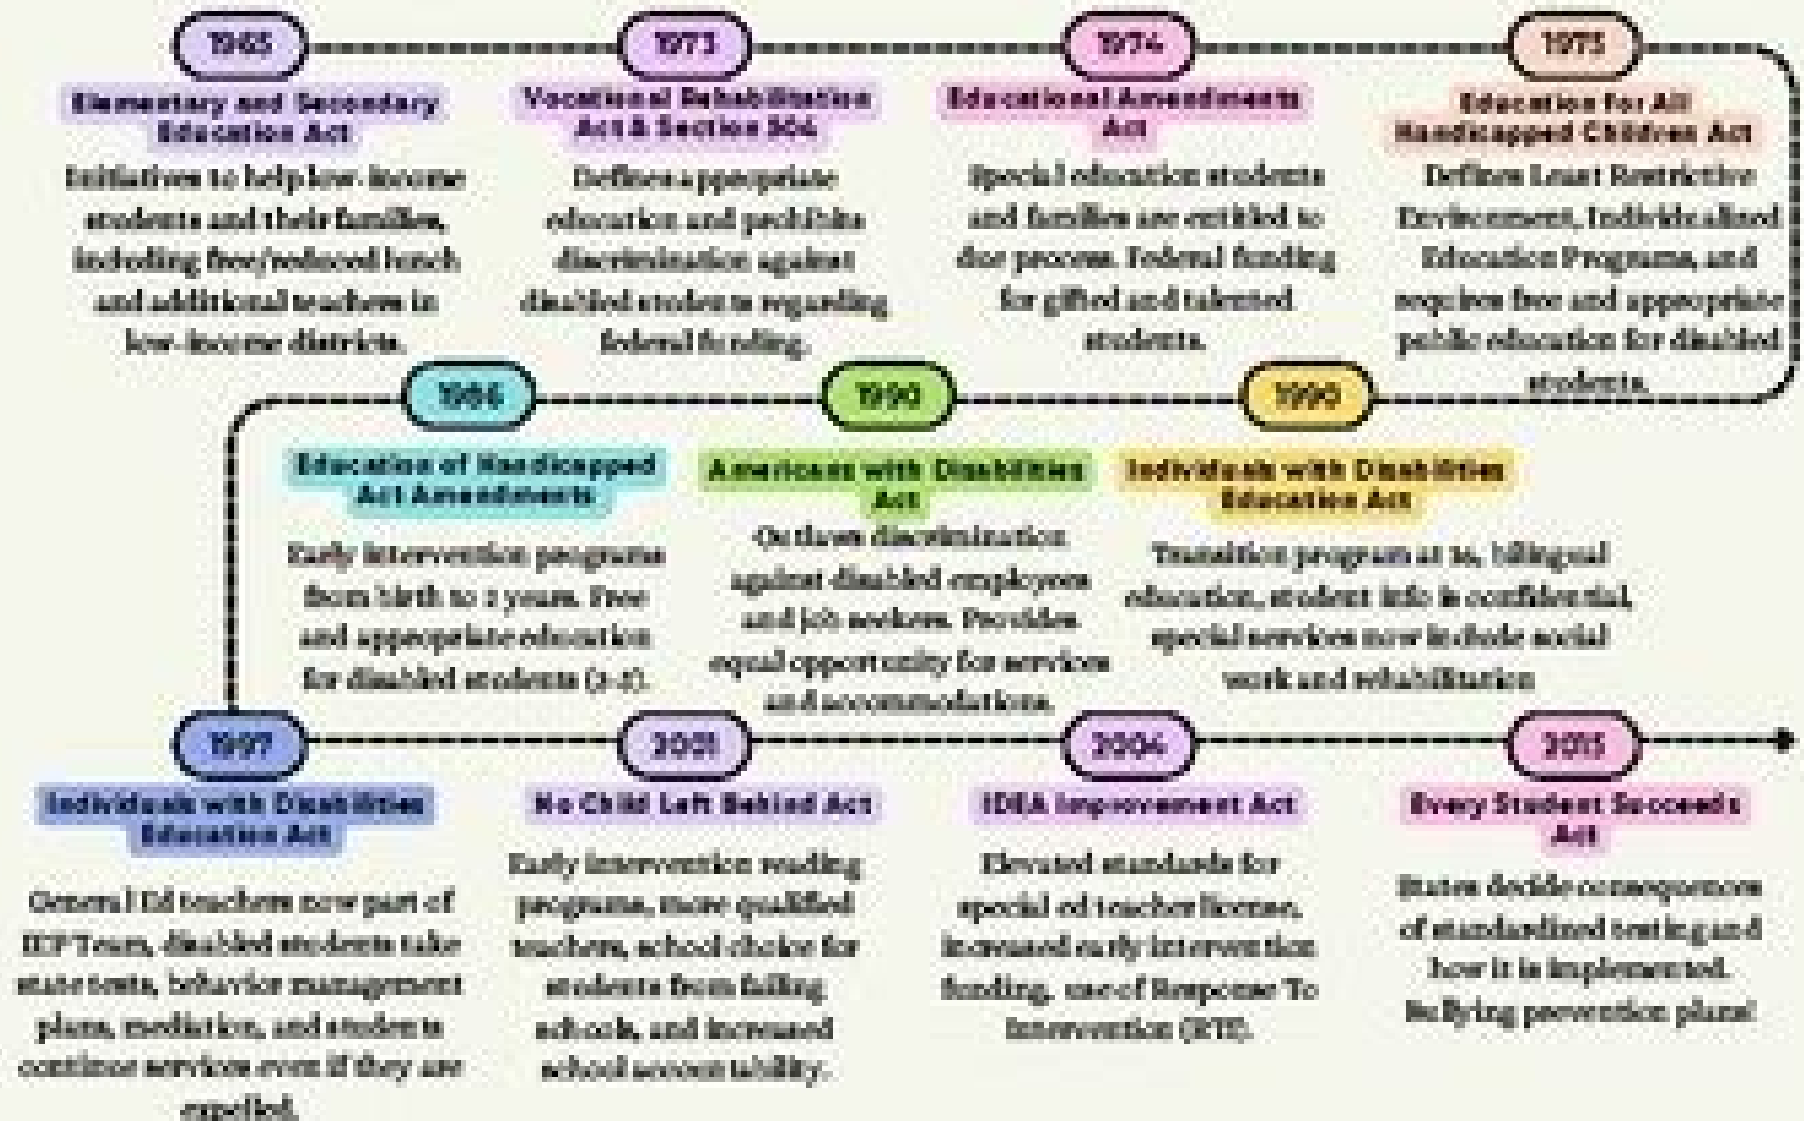 1965
Elementary and Secondary
Education Act
Initiatives to help low-income
students and their families,
including free/reduced lunch
and additional teachers in
low-income districts.
1973
Vocational Rehabilitation
Act & Section 504
Defines appropriate
education and prohibits
discrimination against
disabled students regarding
federal funding.
1974
Educational Amendments
Act
Special education students
and families are entitled to
due process. Federal funding
for gifted and talented
students.
1975
Education for All
Handicapped Children Act
Defines Least Restrictive
Environment, Individualized
Education Programs, and
requires free and appropriate
public education for disabled
students.
1986
Education of Handicapped
Act Amendments
Early intervention programs
from birth to years. Free
and appropriate education
for disabled students
1990
Americans with Disabilities
Act
Outlaws discrimination
against disabled employees
and job seekers. Provides
equal opportunity for services
and accommodations.
1990
Individuals with Disabilities
Education Act
Transition program at 16, bilingual
education, student info is confidential,
special services now include social
work and rehabilitation
1997
Individuals with Disabilities
Education Act
General Ed teachers now part of
IEP Team, disabled students take
state tests, behavior management
plans, mediation, and students
continue services even if they are
expelled.
2001
No Child Left Behind Act
Early intervention reading
programs, more qualified
teachers, school choice for
students from failing
schools, and increased
school accountability.
2004
IDEA Improvement Act
Elevated standards for
special ed teacher license,
increased early intervention
funding, use of Response To
Intervention (RTI).
2015
Every Student Succeeds
Act
States decide consequences
of standardized testing and
how it is implemented.
Bullying prevention plans!